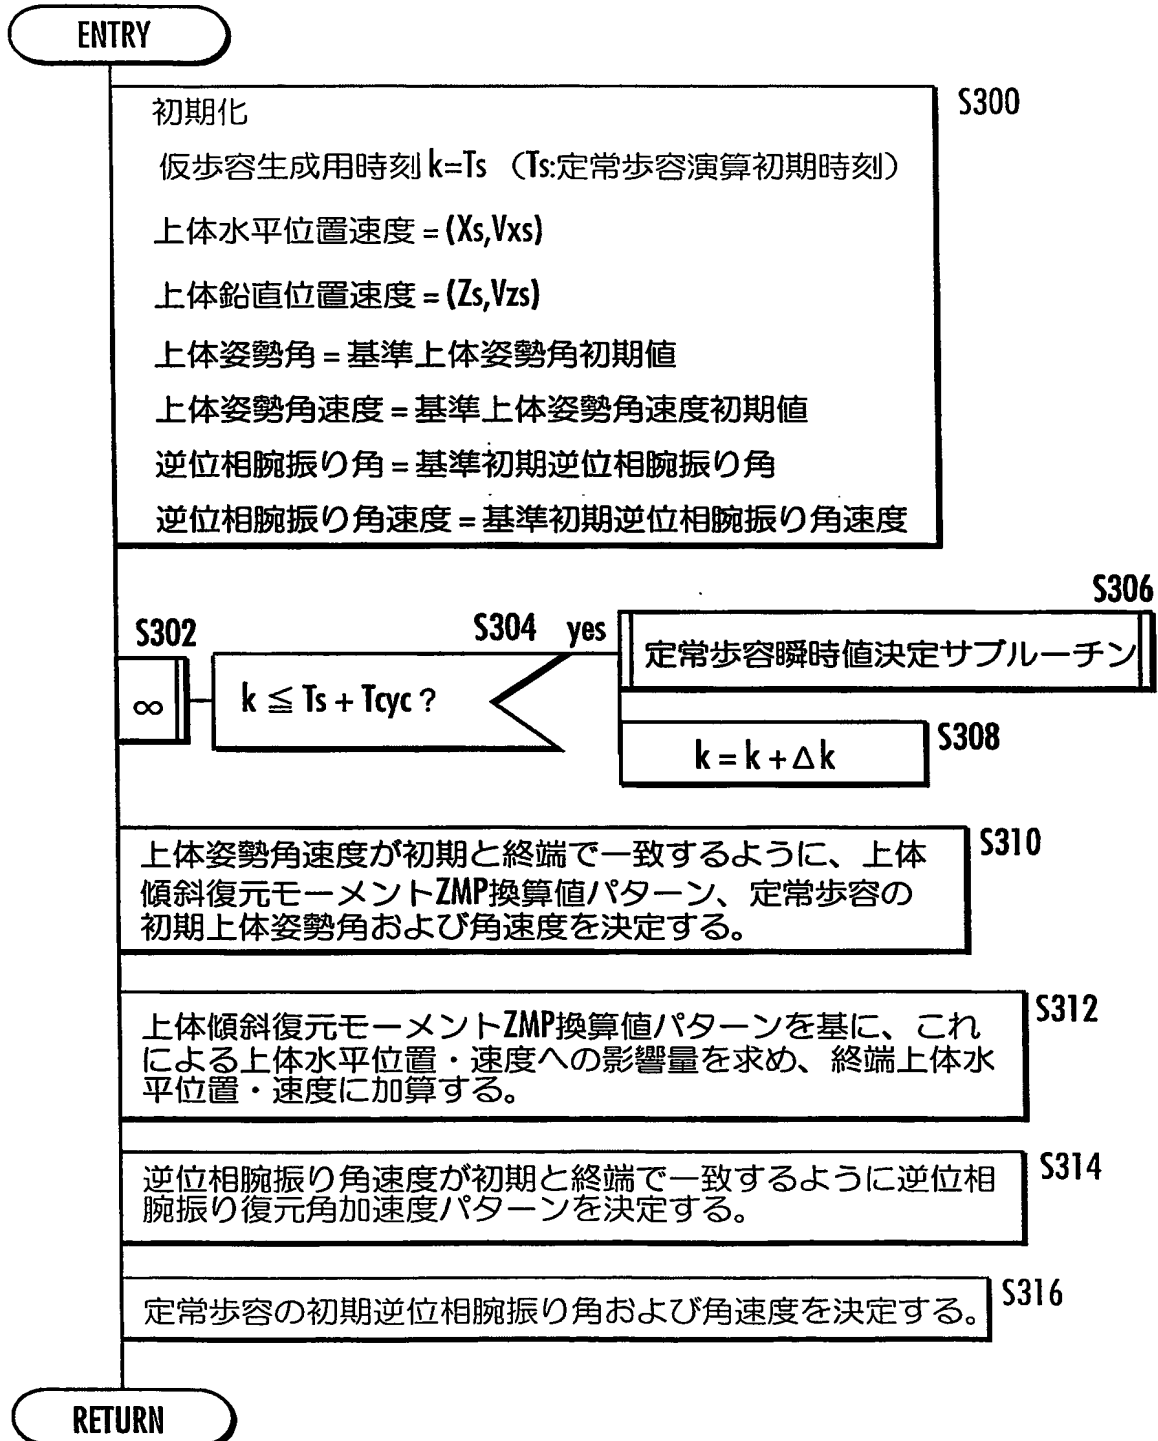 ENTRY
S300
初期化
仮歩容生成用時刻 k=Ts （Ts:定常歩容演算初期時刻）
上体水平位置速度 = (Xs,Vxs)
上体鉛直位置速度 = (Zs,Vzs)
上体姿勢角 = 基準上体姿勢角初期値
上体姿勢角速度 = 基準上体姿勢角速度初期値
逆位相腕振り角 = 基準初期逆位相腕振り角
逆位相腕振り角速度 = 基準初期逆位相腕振り角速度
S302
∞
S304
k ≦ Ts + Tcyc ?
yes
S306
定常歩容瞬時値決定サブルーチン
S308
k = k + Δk
S310
上体姿勢角速度が初期と終端で一致するように、上体
傾斜復元モーメントZMP換算値パターン、定常歩容の
初期上体姿勢角および角速度を決定する。
S312
上体傾斜復元モーメントZMP換算値パターンを基に、これ
による上体水平位置・速度への影響量を求め、終端上体水
平位置・速度に加算する。
S314
逆位相腕振り角速度が初期と終端で一致するように逆位相
腕振り復元角加速度パターンを決定する。
S316
定常歩容の初期逆位相腕振り角および角速度を決定する。
RETURN